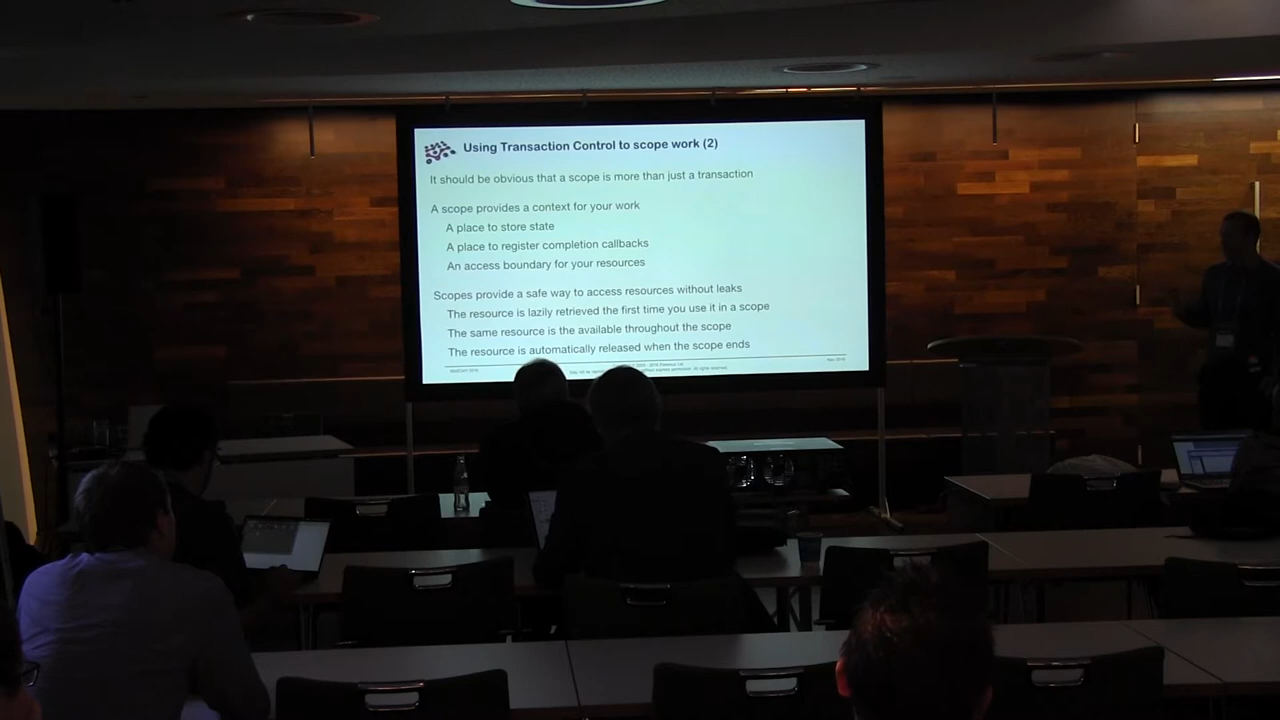 Using Transaction Control to scope work (2)
It should be obvious that a scope is more than just a transaction
A scope provides a context for your work
A place to store state
A place to register completion callbacks
An access boundary for your resources
Scopes provide a safe way to access resources without leaks
The resource is lazily retrieved the first time you use it in a scope
The same resource is the available throughout the scope
The resource is automatically released when the scope ends